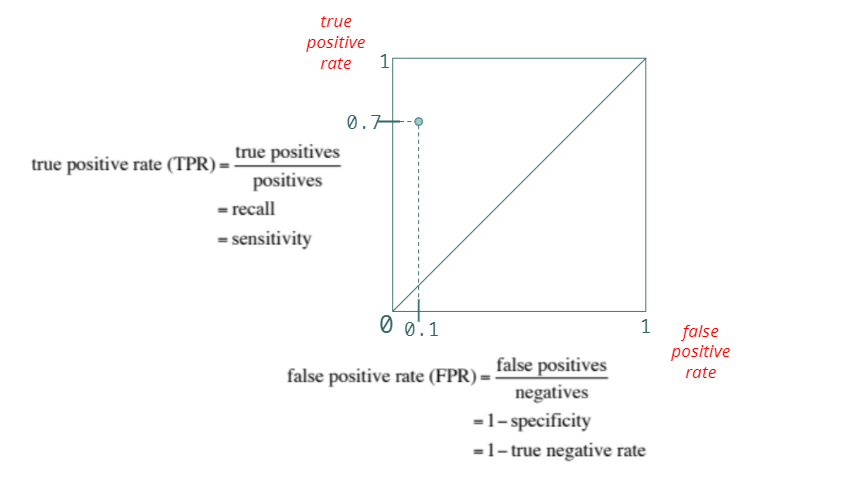 true
positive
rate
1
0.7
true positive rate (TPR) = true positives
positives
= recall
= sensitivity
0
0.1
1
false
positive
rate
false positive rate (FPR) = false positives
negatives
= 1 – specificity
= 1 – true negative rate